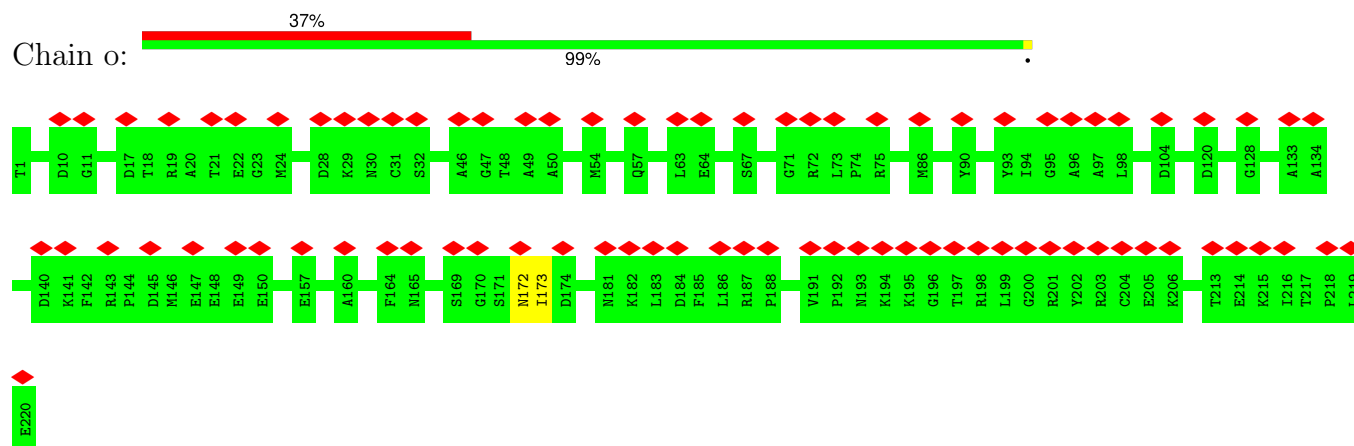 37%
Chain o:
99%
•
T1 D10 G11 D17 T18 R19 A20 T21 E22 G23 M24 D28 K29 N30 C31 S32 A46 G47 T48 A49 A50 M54 Q57 L63 E64 S67 G71 R72 L73 P74 R75 M86 Y90 Y93 I94 G95 A96 A97 L98 D104 D120 G128 A133 A134
D140 K141 F142 R143 P144 D145 M146 E147 E148 E149 E150 E157 A160 F164 N165 S169 G170 S171 N172 I173 D174 N181 K182 L183 D184 F185 L186 R187 P188 V191 P192 N193 K194 K195 G196 T197 R198 L199 G200 R201 Y202 R203 C204 E205 K206 T213 E214 K215 I216 T217 P218 L219
E220